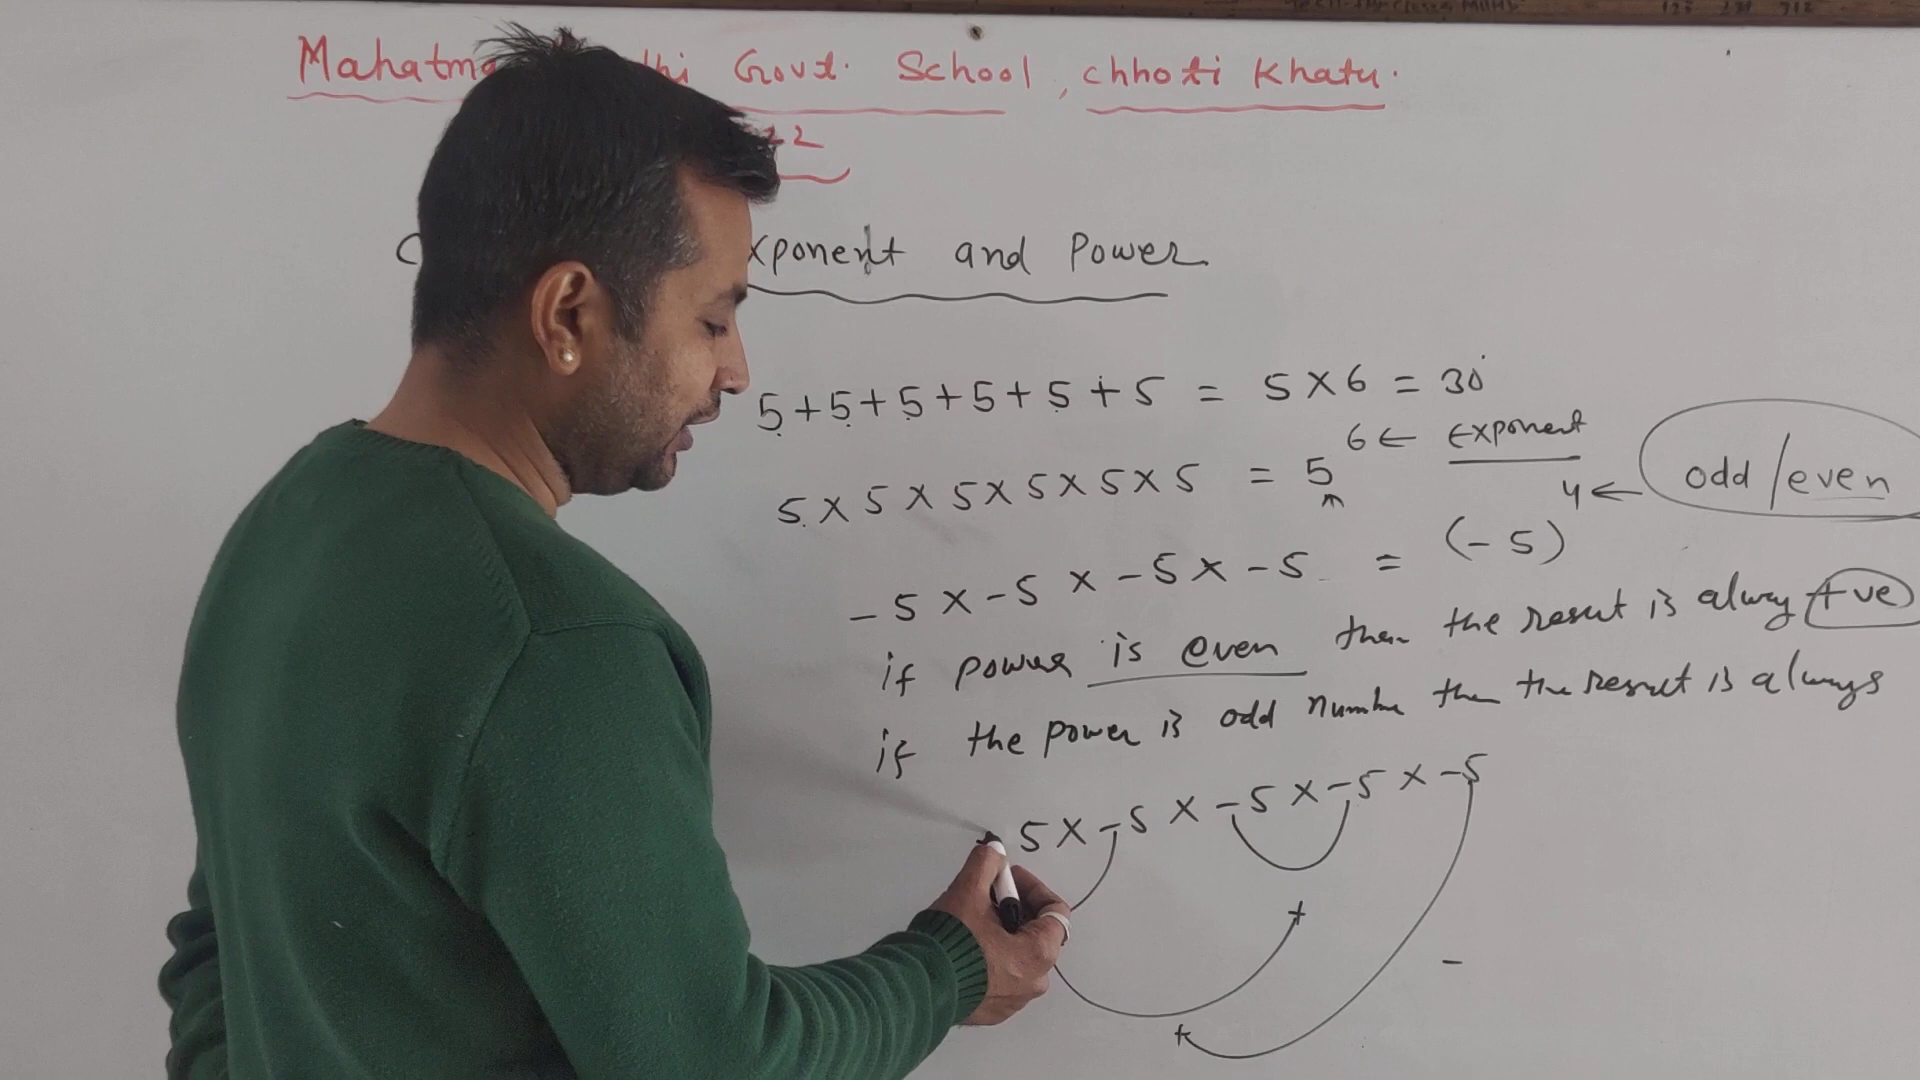 Mahatma Govt. School, chhoti Khatu.
22
Exponent and Power
5+5+5+5+5+5 = 5×6 = 30
5×5×5×5×5×5 = 5⁶ ← Exponent
-5×-5×-5×-5 = (-5)⁴ ← odd/even
if power is even then the result is alway +ve
if the power is odd number then the result is always
5×-5×-5×-5×-5
+
-
+